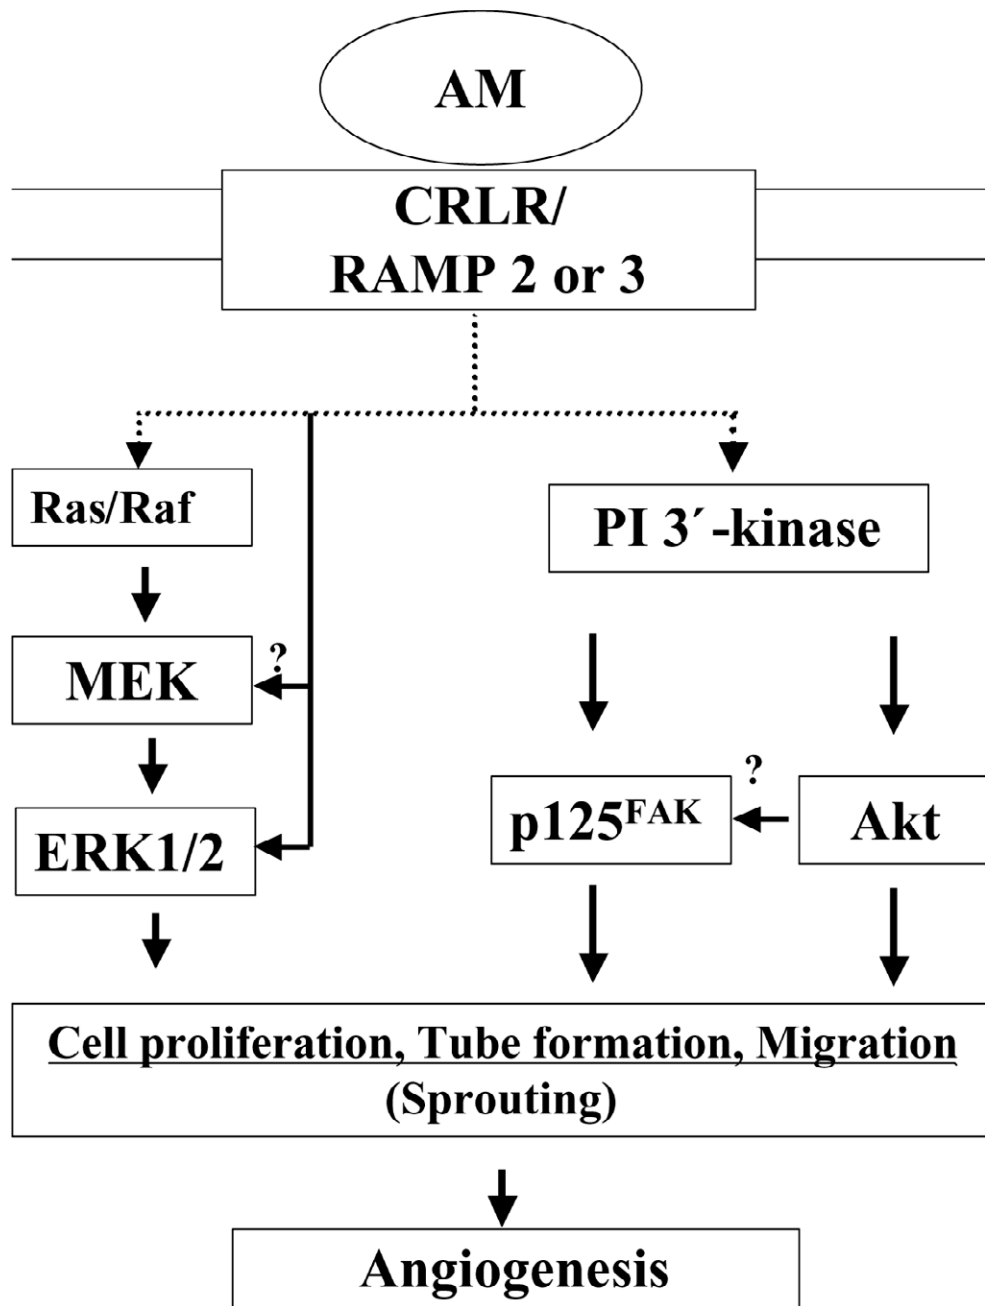 AM
CRLR/
RAMP 2 or 3
Ras/Raf
PI 3´-kinase
MEK
?
ERK1/2
p125FAK
?
Akt
Cell proliferation, Tube formation, Migration
(Sprouting)
Angiogenesis